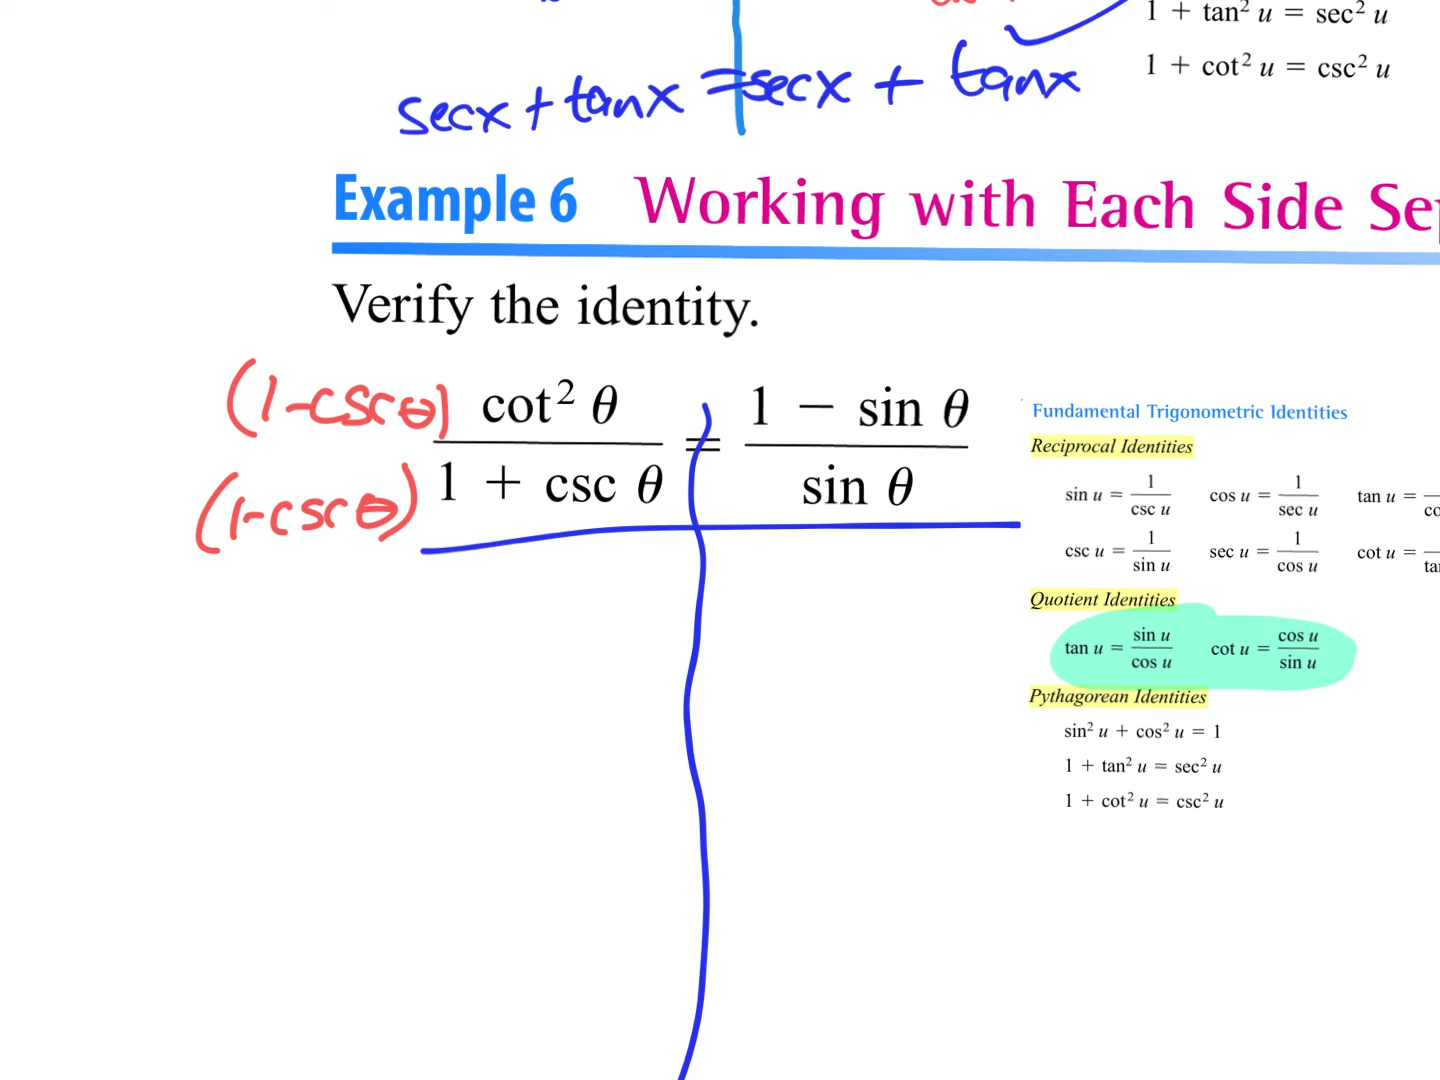 1 + tan² u = sec² u
1 + cot² u = csc² u
secx + tanx = secx + tanx
Example 6 Working with Each Side
Verify the identity.
(1-cscθ) cot² θ / (1-cscθ) 1 + csc θ = 1 − sin θ / sin θ
Fundamental Trigonometric Identities
Reciprocal Identities
sin u = 1 / csc u cos u = 1 / sec u tan u =
csc u = 1 / sin u sec u = 1 / cos u cot u =
Quotient Identities
tan u = sin u / cos u cot u = cos u / sin u
Pythagorean Identities
sin² u + cos² u = 1
1 + tan² u = sec² u
1 + cot² u = csc² u